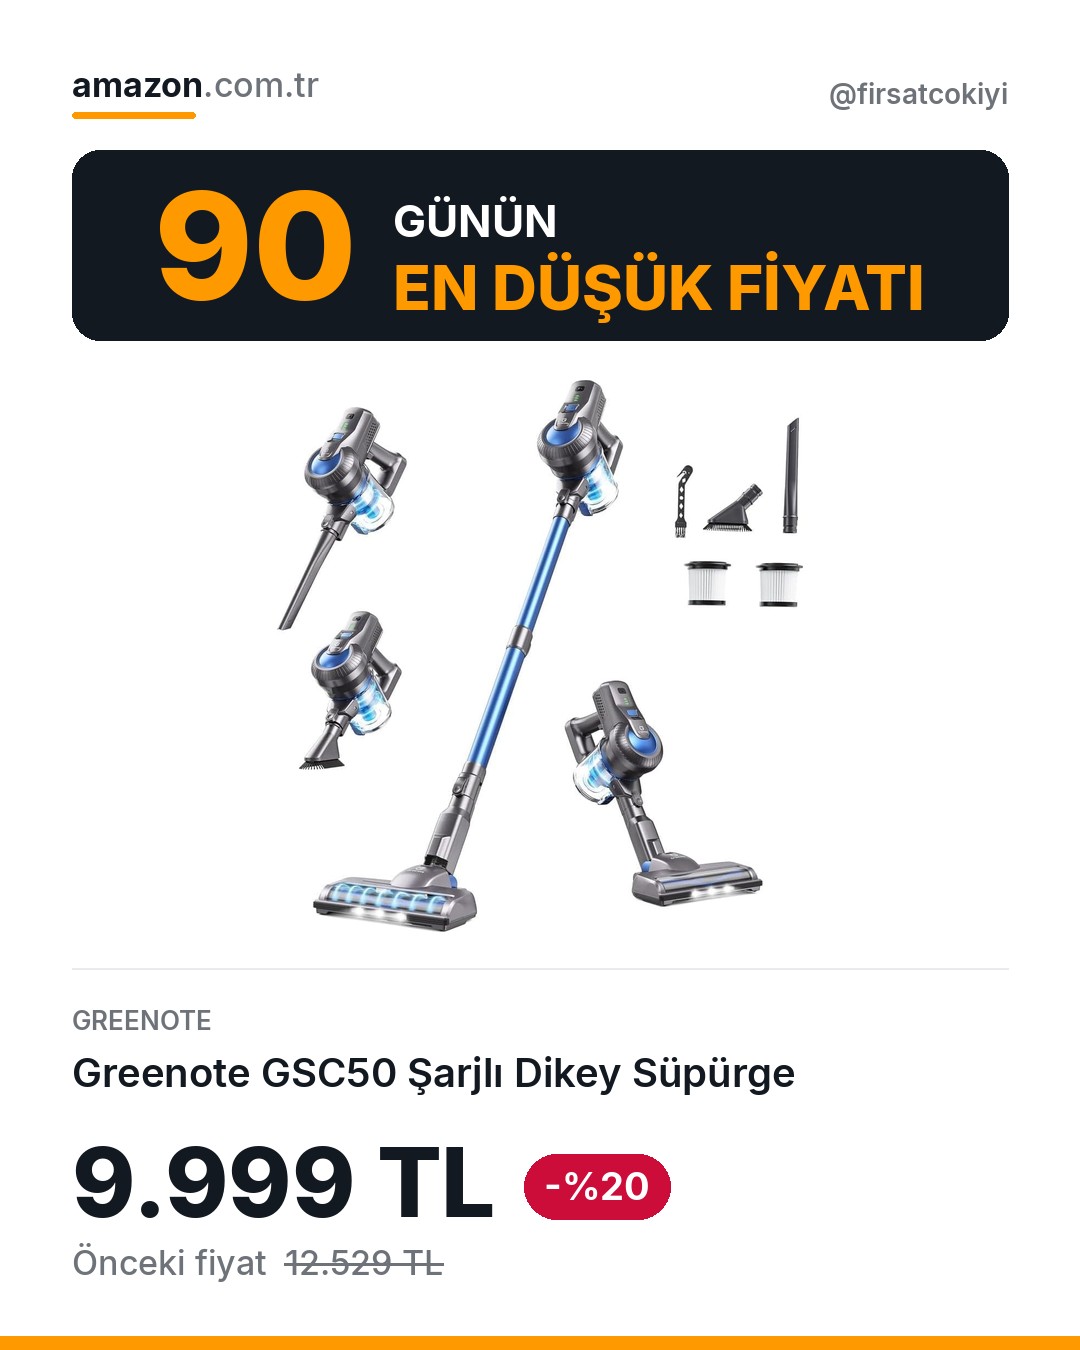 amazon.com.tr
@firsatcokiyi
90 GÜNÜN
EN DÜŞÜK FİYATI
GREENOTE
Greenote GSC50 Şarjlı Dikey Süpürge
9.999 TL -%20
Önceki fiyat 12.529 TL